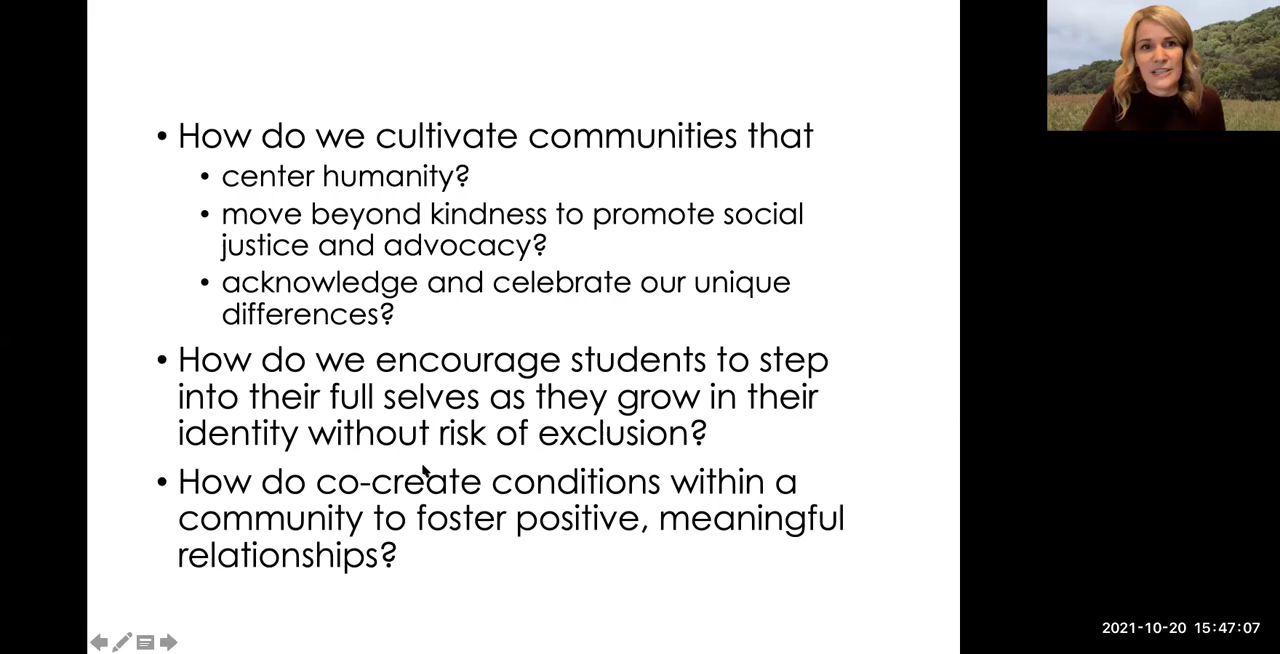 • How do we cultivate communities that
• center humanity?
• move beyond kindness to promote social
justice and advocacy?
• acknowledge and celebrate our unique
differences?
• How do we encourage students to step
into their full selves as they grow in their
identity without risk of exclusion?
• How do co-create conditions within a
community to foster positive, meaningful
relationships?
2021-10-20 15:47:07